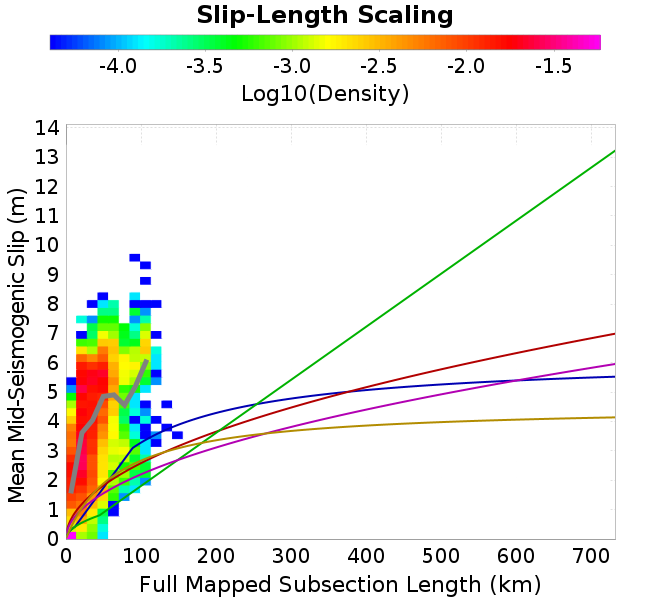 Slip-Length Scaling
-4.0 -3.5 -3.0 -2.5 -2.0 -1.5
Log10(Density)
14
13
12
11
10
9
8
7
6
5
4
3
2
1
0
Mean Mid-Seismogenic Slip (m)
0 100 200 300 400 500 600 700
Full Mapped Subsection Length (km)